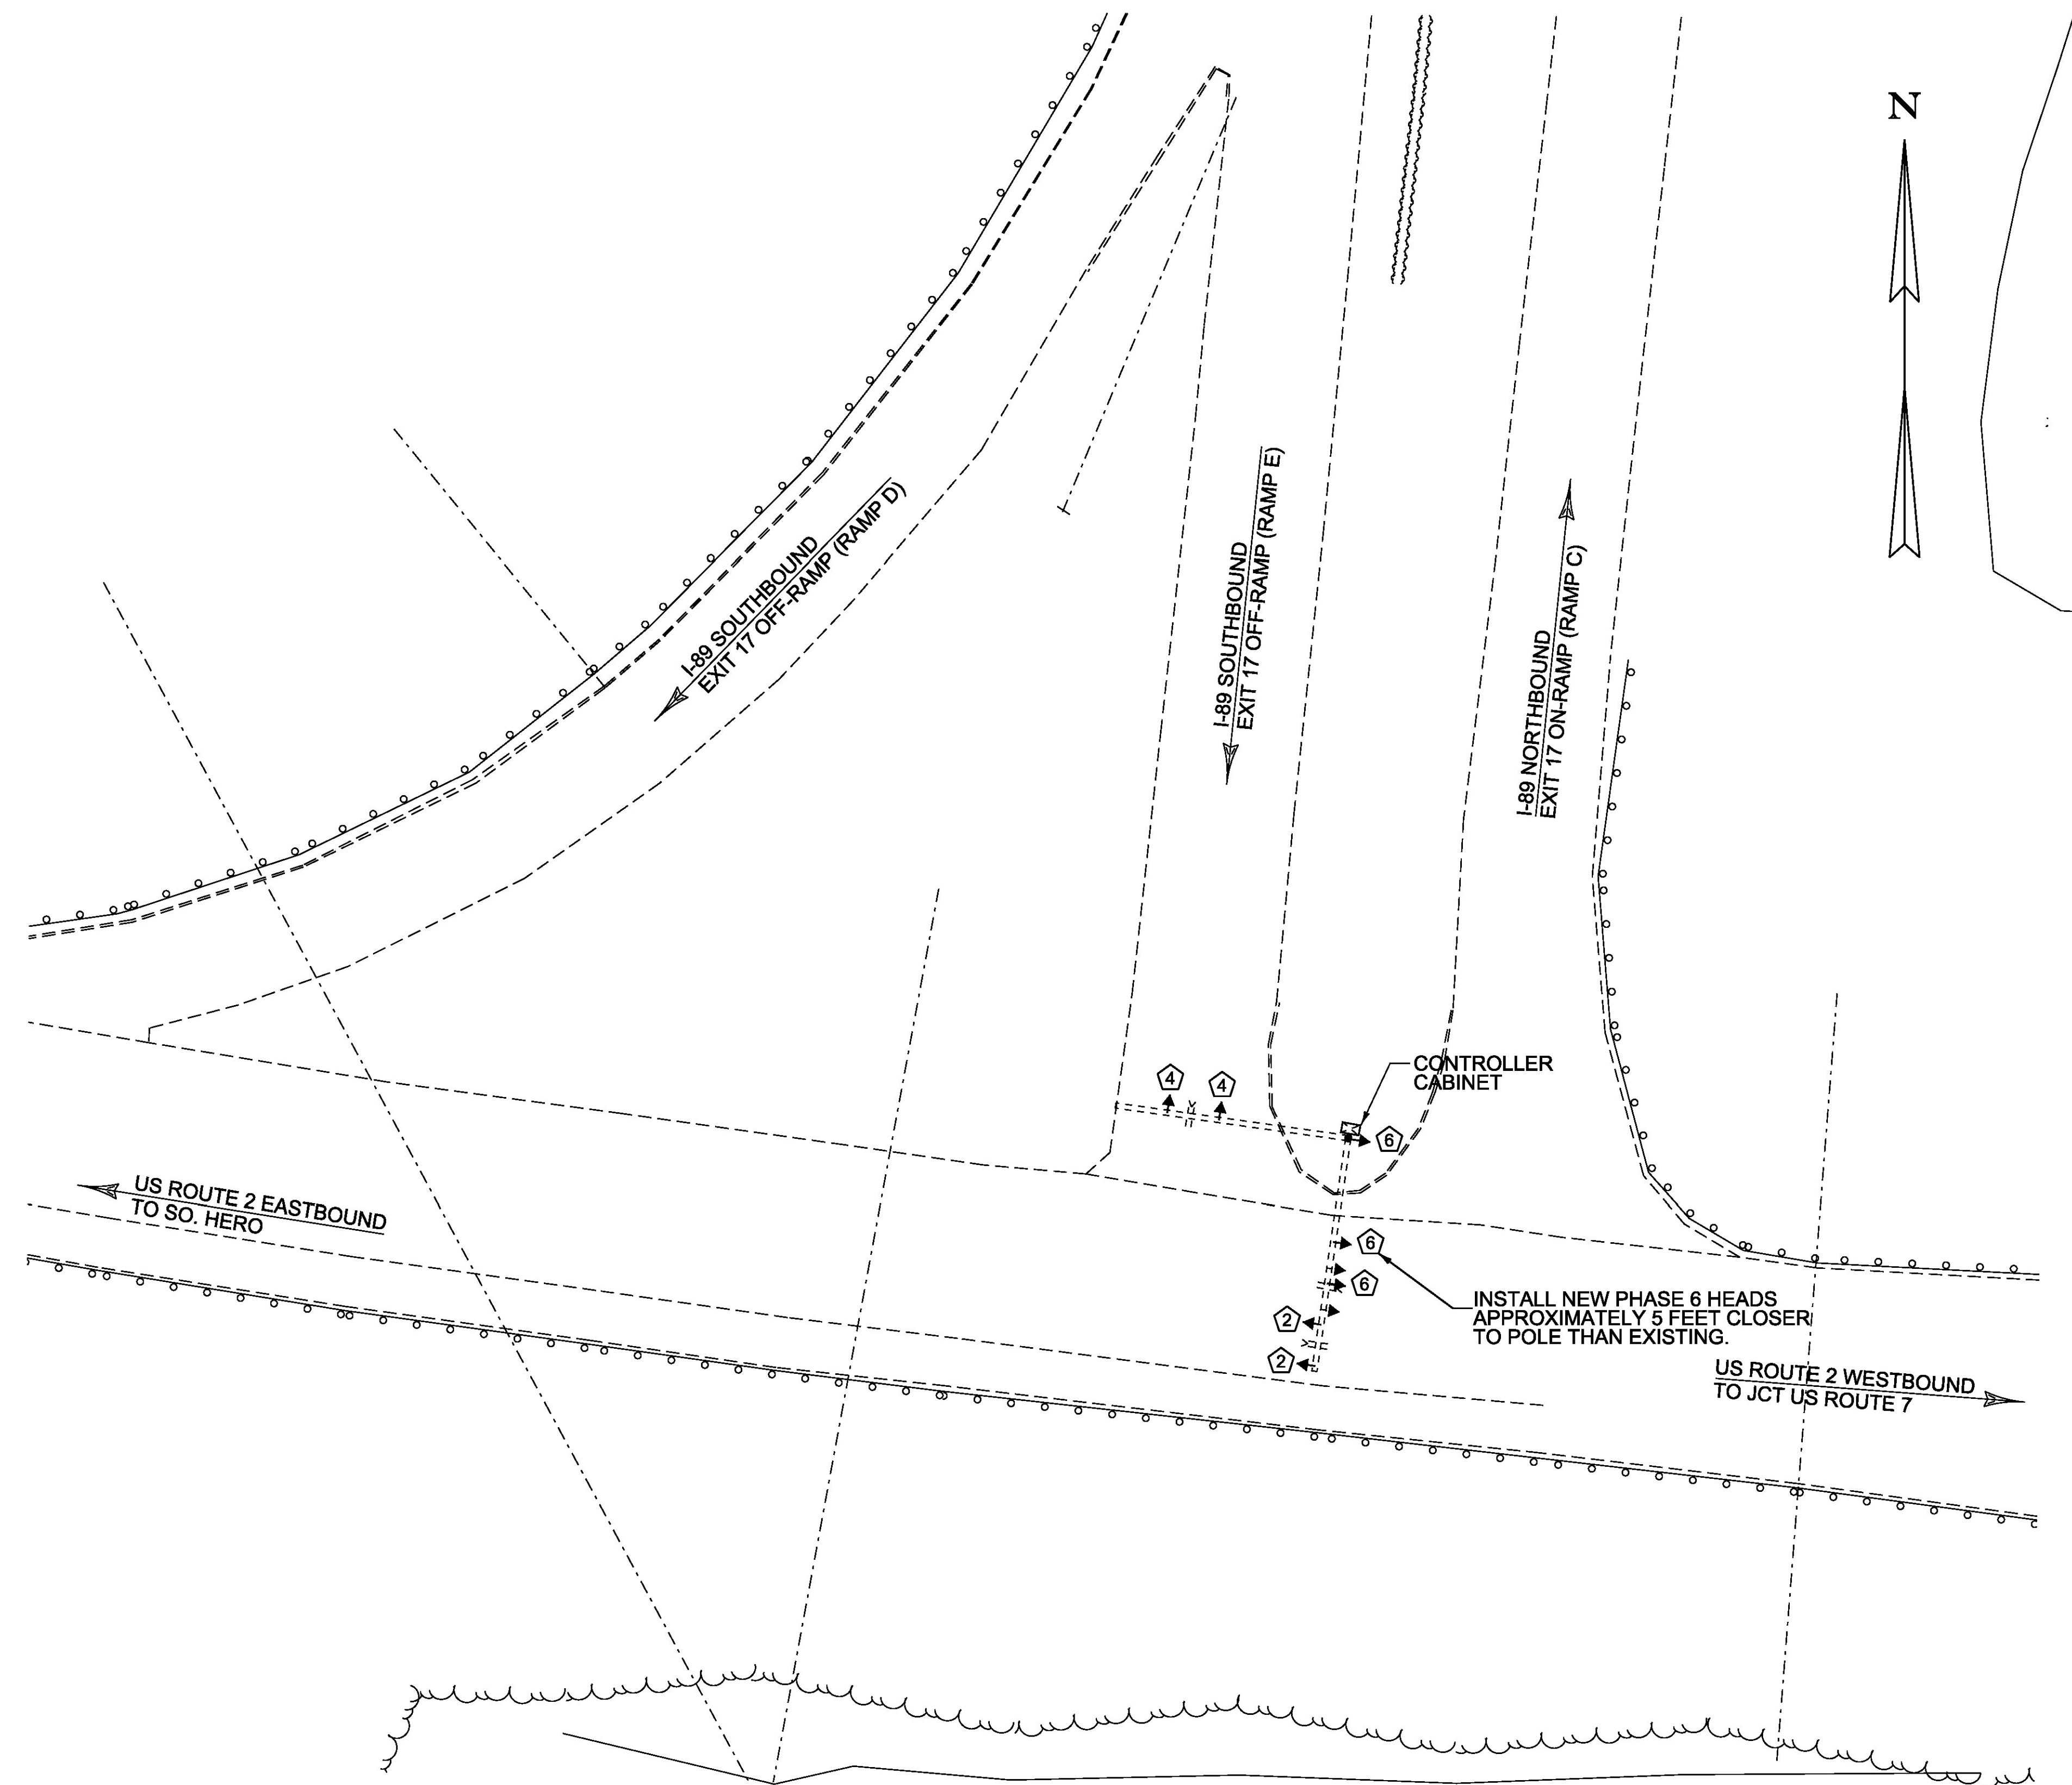 N
I-89 SOUTHBOUND
EXIT 17 OFF-RAMP (RAMP D)
I-89 SOUTHBOUND
EXIT 17 OFF-RAMP (RAMP E)
I-89 NORTHBOUND
EXIT 17 ON-RAMP (RAMP C)
CONTROLLER
CABINET
4
4
6
US ROUTE 2 EASTBOUND
TO SO. HERO
6
6
2
2
INSTALL NEW PHASE 6 HEADS
APPROXIMATELY 5 FEET CLOSER
TO POLE THAN EXISTING.
US ROUTE 2 WESTBOUND
TO JCT US ROUTE 7